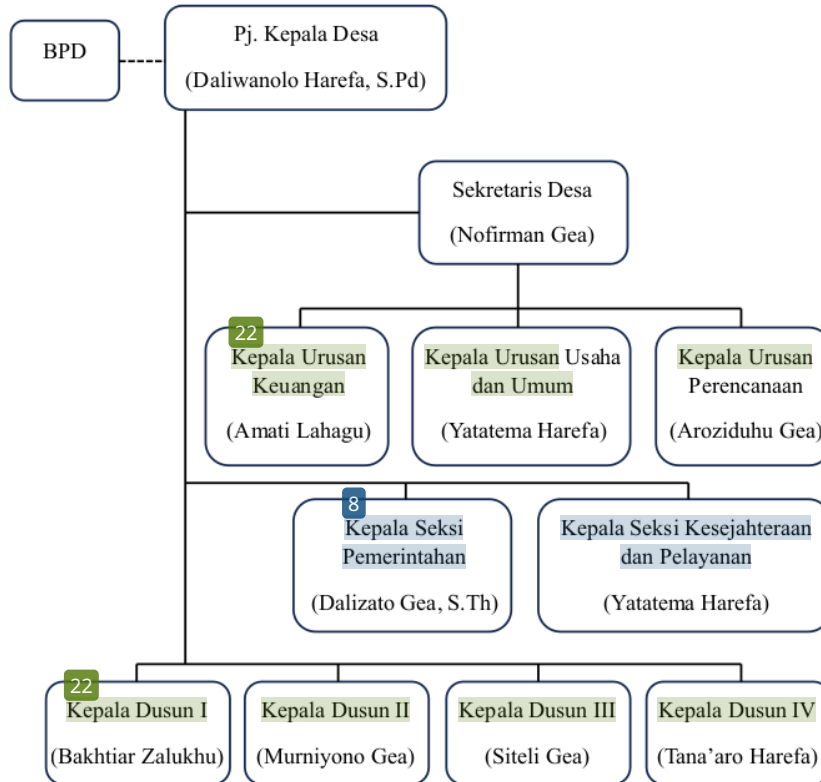 BPD
Pj. Kepala Desa
(Daliwanolo Harefa, S.Pd)
Sekretaris Desa
(Nofirman Gea)
22
Kepala Urusan
Keuangan
(Amati Lahagu)
Kepala Urusan Usaha
dan Umum
(Yatatema Harefa)
Kepala Urusan
Perencanaan
(Aroziduhu Gea)
8
Kepala Seksi
Pemerintahan
(Dalizato Gea, S.Th)
Kepala Seksi Kesejahteraan
dan Pelayanan
(Yatatema Harefa)
22
Kepala Dusun I
(Bakhtiar Zalukhu)
Kepala Dusun II
(Murniyono Gea)
Kepala Dusun III
(Siteli Gea)
Kepala Dusun IV
(Tana’aro Harefa)